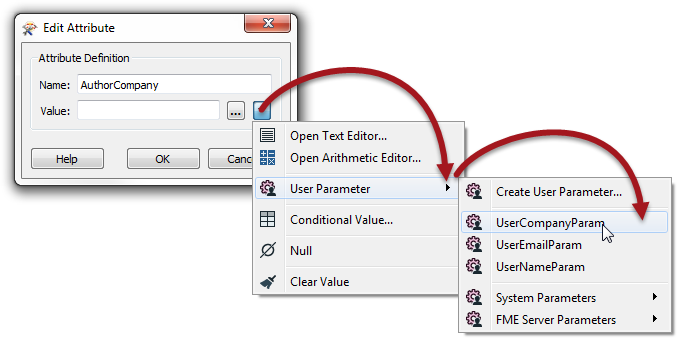 Edit Attribute
Attribute Definition
Name: AuthorCompany
Value: ...
Help OK Canc
Open Text Editor...
Open Arithmetic Editor...
User Parameter
Conditional Value...
Null
Clear Value
Create User Parameter...
UserCompanyParam
UserEmailParam
UserNameParam
System Parameters
FME Server Parameters